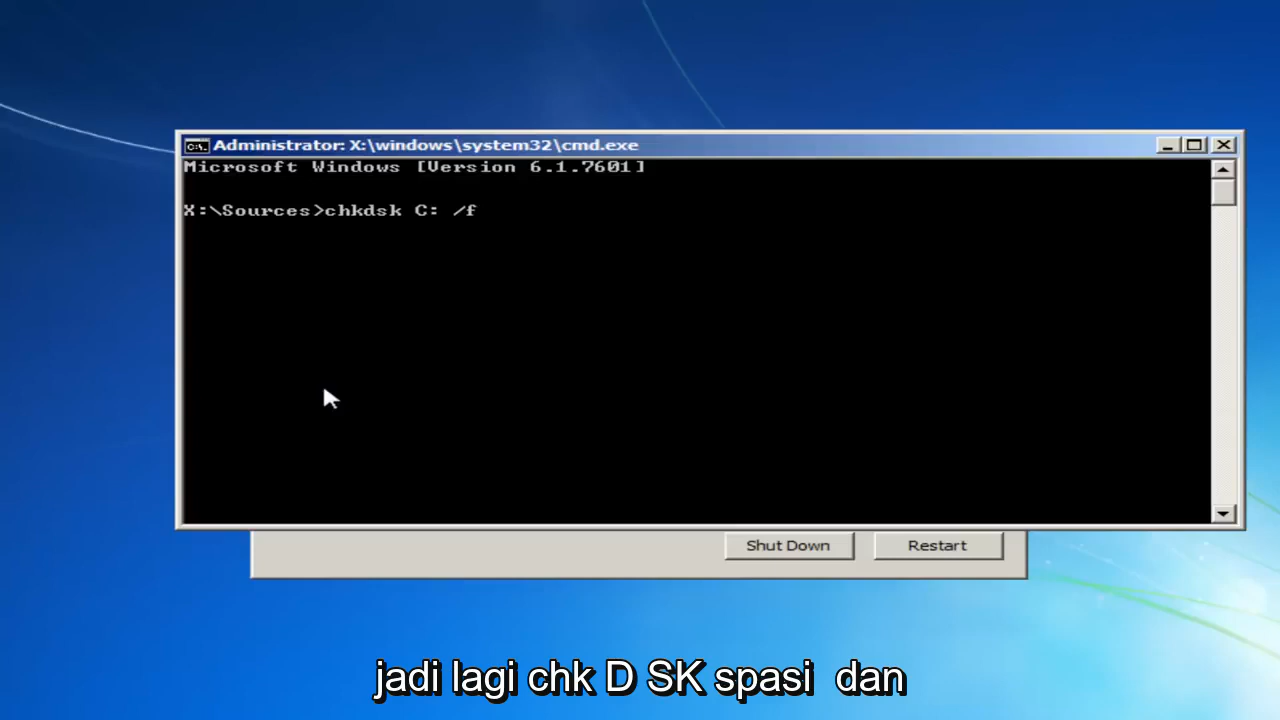 Administrator: X:\windows\system32\cmd.exe
Microsoft Windows [Version 6.1.7601]
X:\Sources>chkdsk C: /f
Shut Down
Restart
jadi lagi chk D SK spasi dan